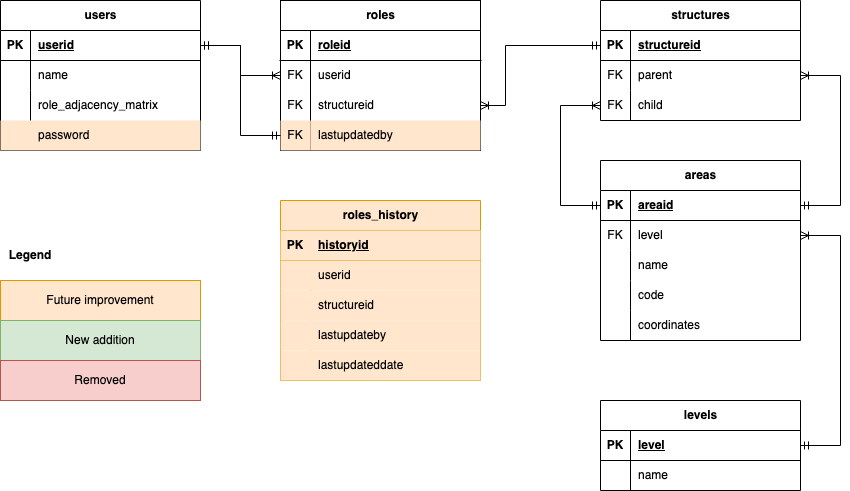 users
PK userid
name
role_adjacency_matrix
password
roles
PK roleid
FK userid
FK structureid
FK lastupdatedby
structures
PK structureid
FK parent
FK child
areas
PK areaid
FK level
name
code
coordinates
roles_history
PK historyid
userid
structureid
lastupdateby
lastupdateddate
Legend
Future improvement
New addition
Removed
levels
PK level
name